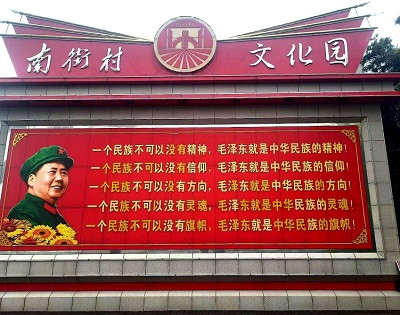 南街村 文化园
一个民族不可以没有精神，毛泽东就是中华民族的精神！
一个民族不可以没有信仰，毛泽东就是中华民族的信仰！
一个民族不可以没有方向，毛泽东就是中华民族的方向！
一个民族不可以没有灵魂，毛泽东就是中华民族的灵魂！
一个民族不可以没有旗帜，毛泽东就是中华民族的旗帜！